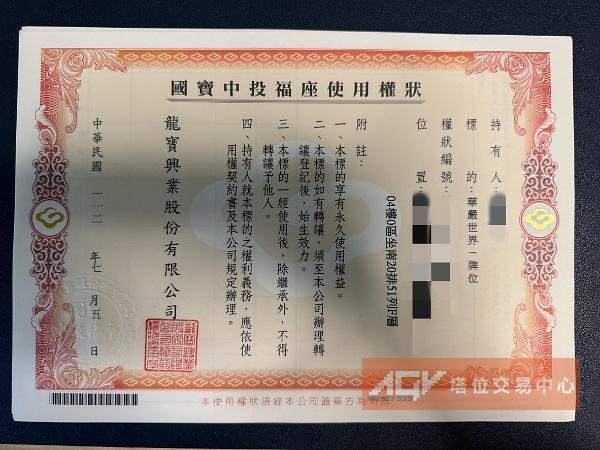 國寶中投福座使用權狀
持有人：
標的：華嚴世界－牌位
權狀編號：
位置：
04樓0區坐南20排51列F層
附註：
一、本標的享有永久使用權益。
二、本標的如有轉讓，須至本公司辦理轉
讓登記後，始生效力。
三、本標的一經使用後，除繼承外，不得
轉讓予他人。
四、持有人就本標的之權利義務，應依使
用權契約書及本公司規定辦理。
龍寶興業股份有限公司
中華民國一一二年七月五日
本使用權狀須經本公司蓋章方為有效
AGV 塔位交易中心